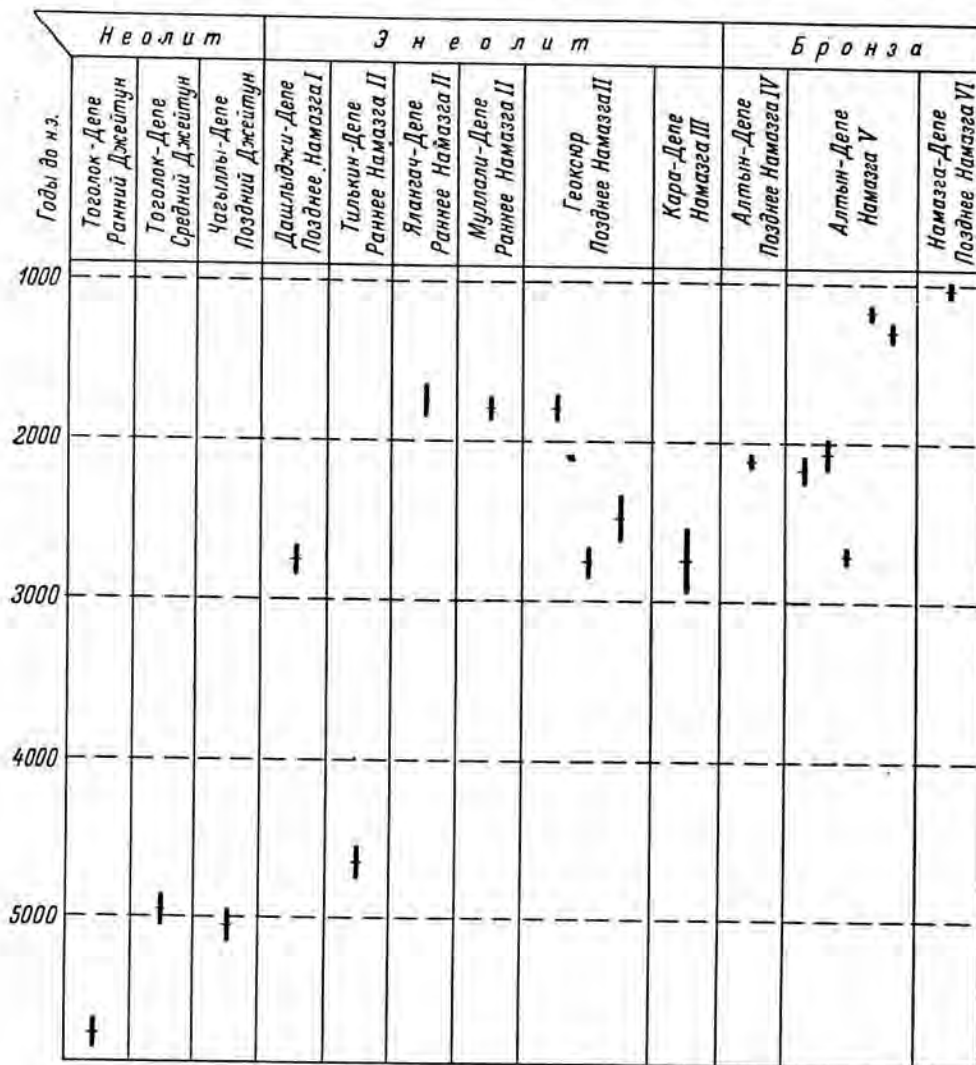 Неолит
Энеолит
Бронза
Годы до н.э.
Тоголок-Депе
Ранний Джейтун
Тоголок-Депе
Средний Джейтун
Чагыллы-Депе
Поздний Джейтун
Дашлыджи-Депе
Позднее Намазга I
Тилькин-Депе
Раннее Намазга II
Ялангач-Депе
Раннее Намазга II
Муллали-Депе
Раннее Намазга II
Геоксюр
Позднее Намазга II
Кара-Депе
Намазга III
Алтын-Депе
Позднее Намазга IV
Алтын-Депе
Намазга V
Намазга-Депе
Позднее Намазга VI
1000
2000
3000
4000
5000